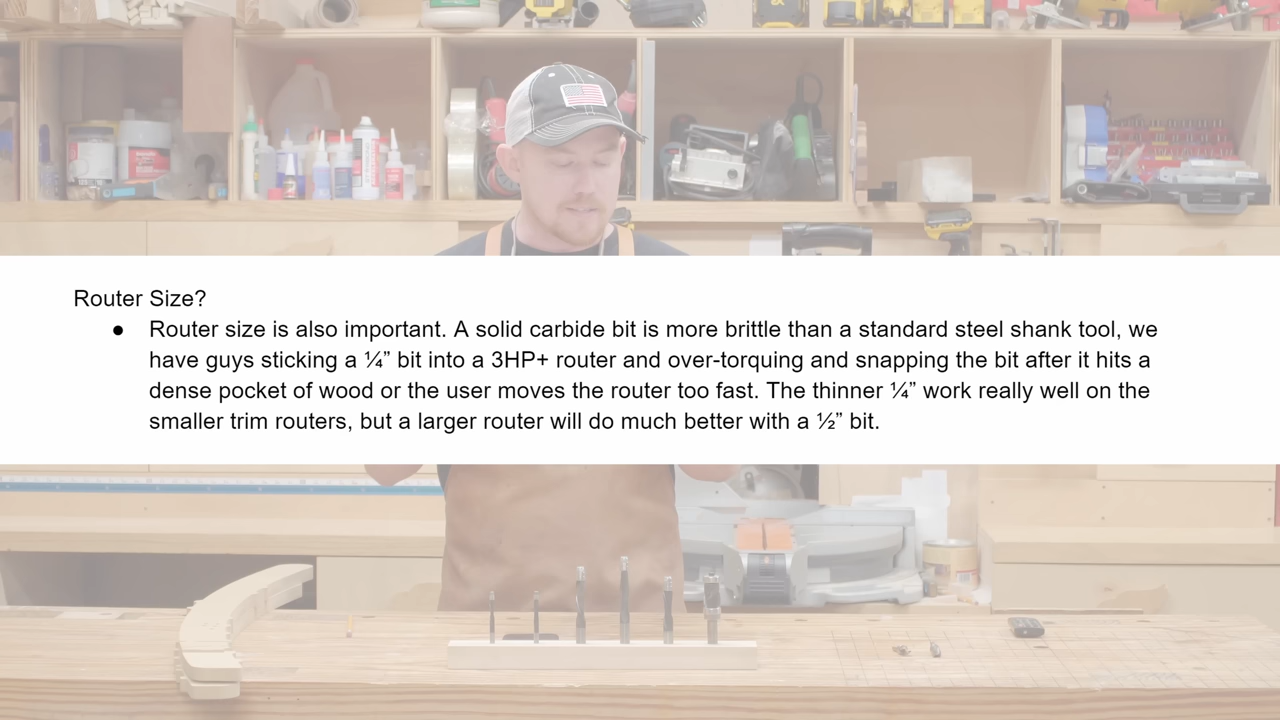 Router Size?
● Router size is also important. A solid carbide bit is more brittle than a standard steel shank tool, we
have guys sticking a ¼” bit into a 3HP+ router and over-torquing and snapping the bit after it hits a
dense pocket of wood or the user moves the router too fast. The thinner ¼” work really well on the
smaller trim routers, but a larger router will do much better with a ½” bit.